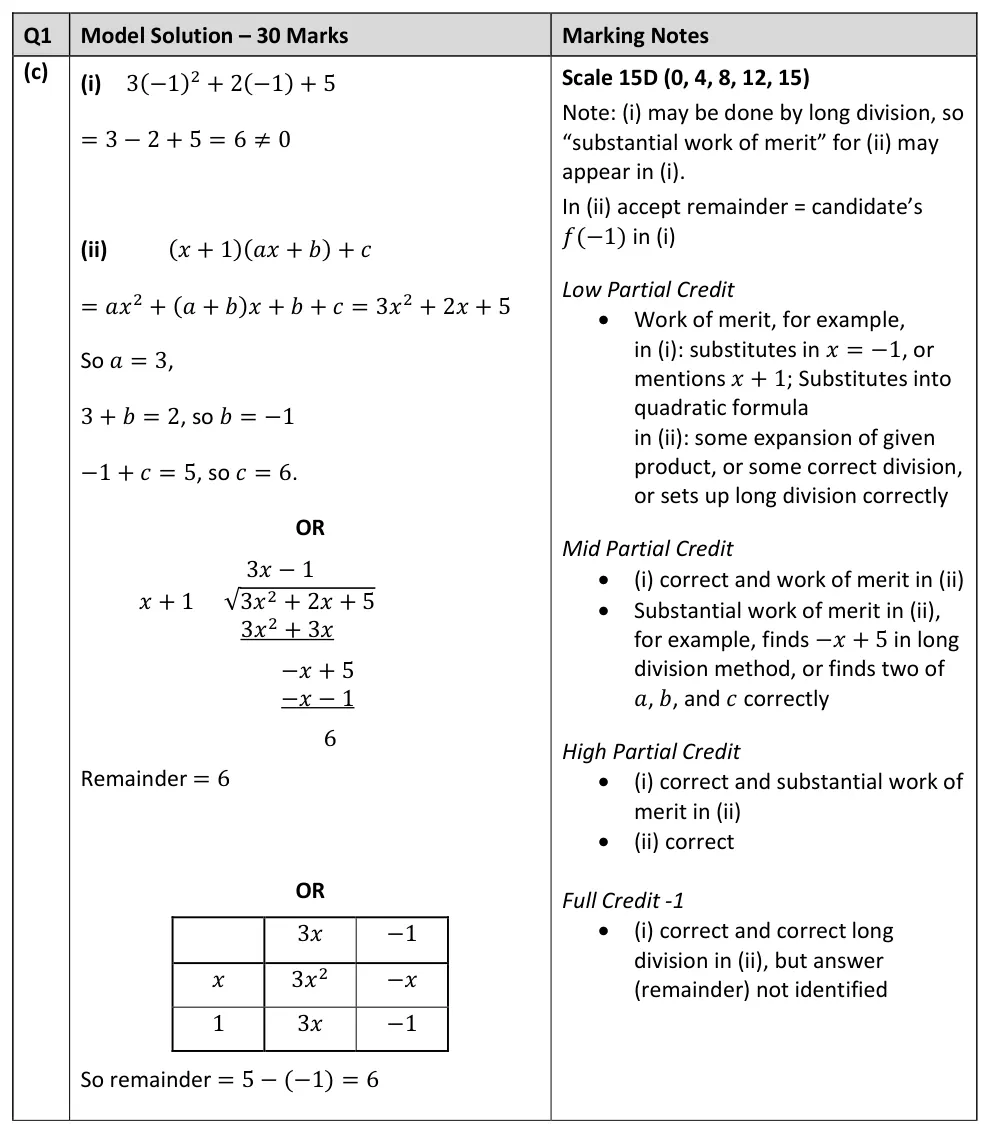 Q1 Model Solution – 30 Marks Marking Notes
(c)
(i) 3(−1)² + 2(−1) + 5
= 3 − 2 + 5 = 6 ≠ 0
(ii) (x + 1)(ax + b) + c
= ax² + (a + b)x + b + c = 3x² + 2x + 5
So a = 3,
3 + b = 2, so b = −1
−1 + c = 5, so c = 6.
OR
3x − 1
x + 1 √3x² + 2x + 5
3x² + 3x
−x + 5
−x − 1
6
Remainder = 6
OR
3x −1
x 3x² −x
1 3x −1
So remainder = 5 − (−1) = 6
Scale 15D (0, 4, 8, 12, 15)
Note: (i) may be done by long division, so
“substantial work of merit” for (ii) may
appear in (i).
In (ii) accept remainder = candidate’s
f(−1) in (i)
Low Partial Credit
• Work of merit, for example,
in (i): substitutes in x = −1, or
mentions x + 1; Substitutes into
quadratic formula
in (ii): some expansion of given
product, or some correct division,
or sets up long division correctly
Mid Partial Credit
• (i) correct and work of merit in (ii)
• Substantial work of merit in (ii),
for example, finds −x + 5 in long
division method, or finds two of
a, b, and c correctly
High Partial Credit
• (i) correct and substantial work of
merit in (ii)
• (ii) correct
Full Credit -1
• (i) correct and correct long
division in (ii), but answer
(remainder) not identified